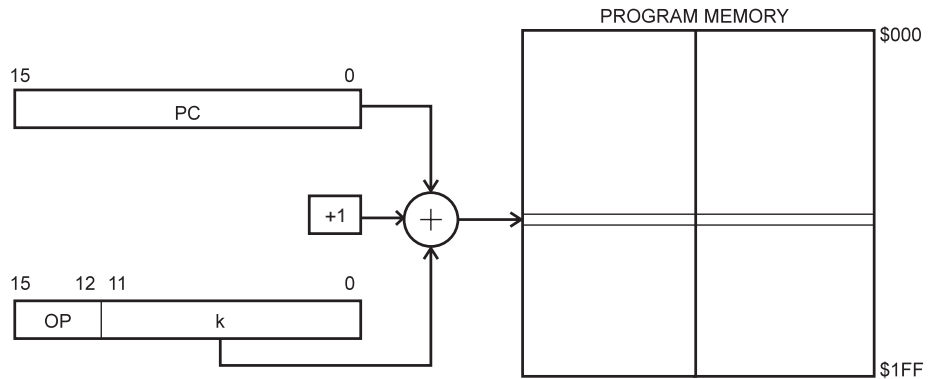 PROGRAM MEMORY
$000
15 0
PC
+1
15 12 11 0
OP k
$1FF